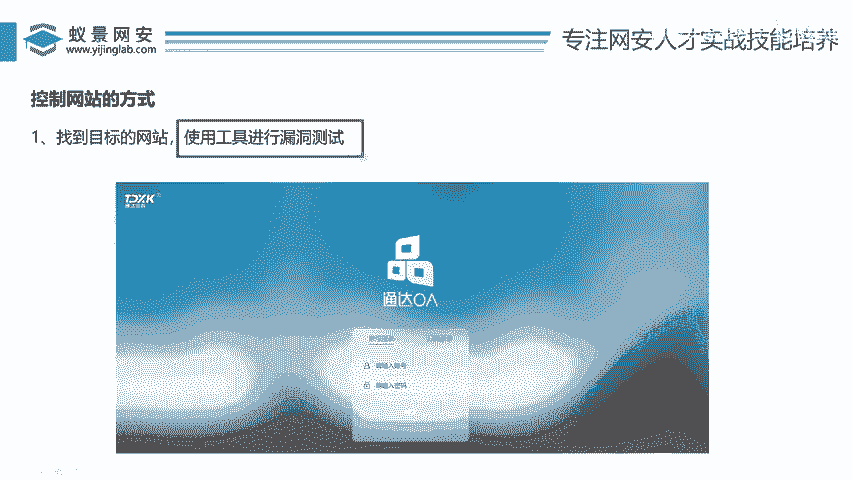 蚁景网安
www.yijinglab.com
专注网安人才实战技能培养
控制网站的方式
1、找到目标的网站，使用工具进行漏洞测试
TDXK
通达OA
请输入账号
请输入密码